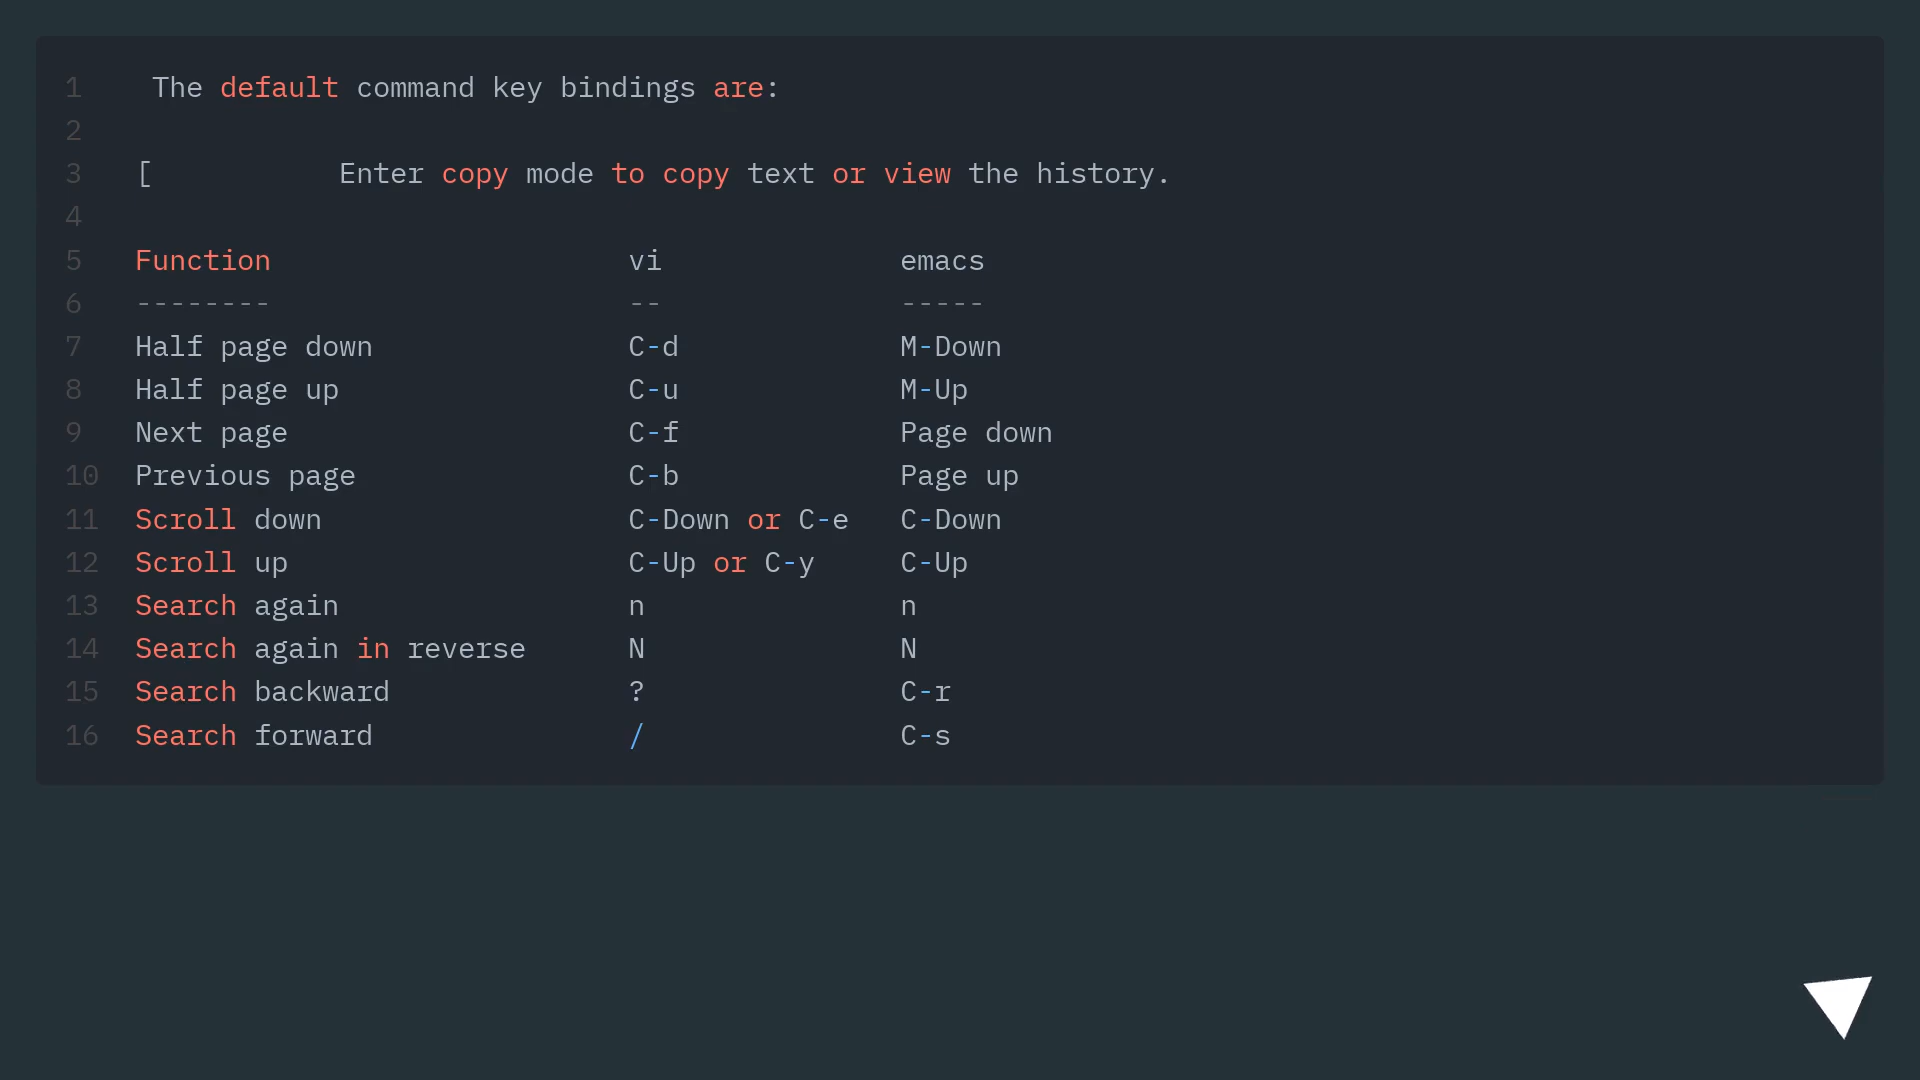 1 The default command key bindings are:
2
3 [ Enter copy mode to copy text or view the history.
4
5 Function vi emacs
6 -------- -- -----
7 Half page down C-d M-Down
8 Half page up C-u M-Up
9 Next page C-f Page down
10 Previous page C-b Page up
11 Scroll down C-Down or C-e C-Down
12 Scroll up C-Up or C-y C-Up
13 Search again n n
14 Search again in reverse N N
15 Search backward ? C-r
16 Search forward / C-s